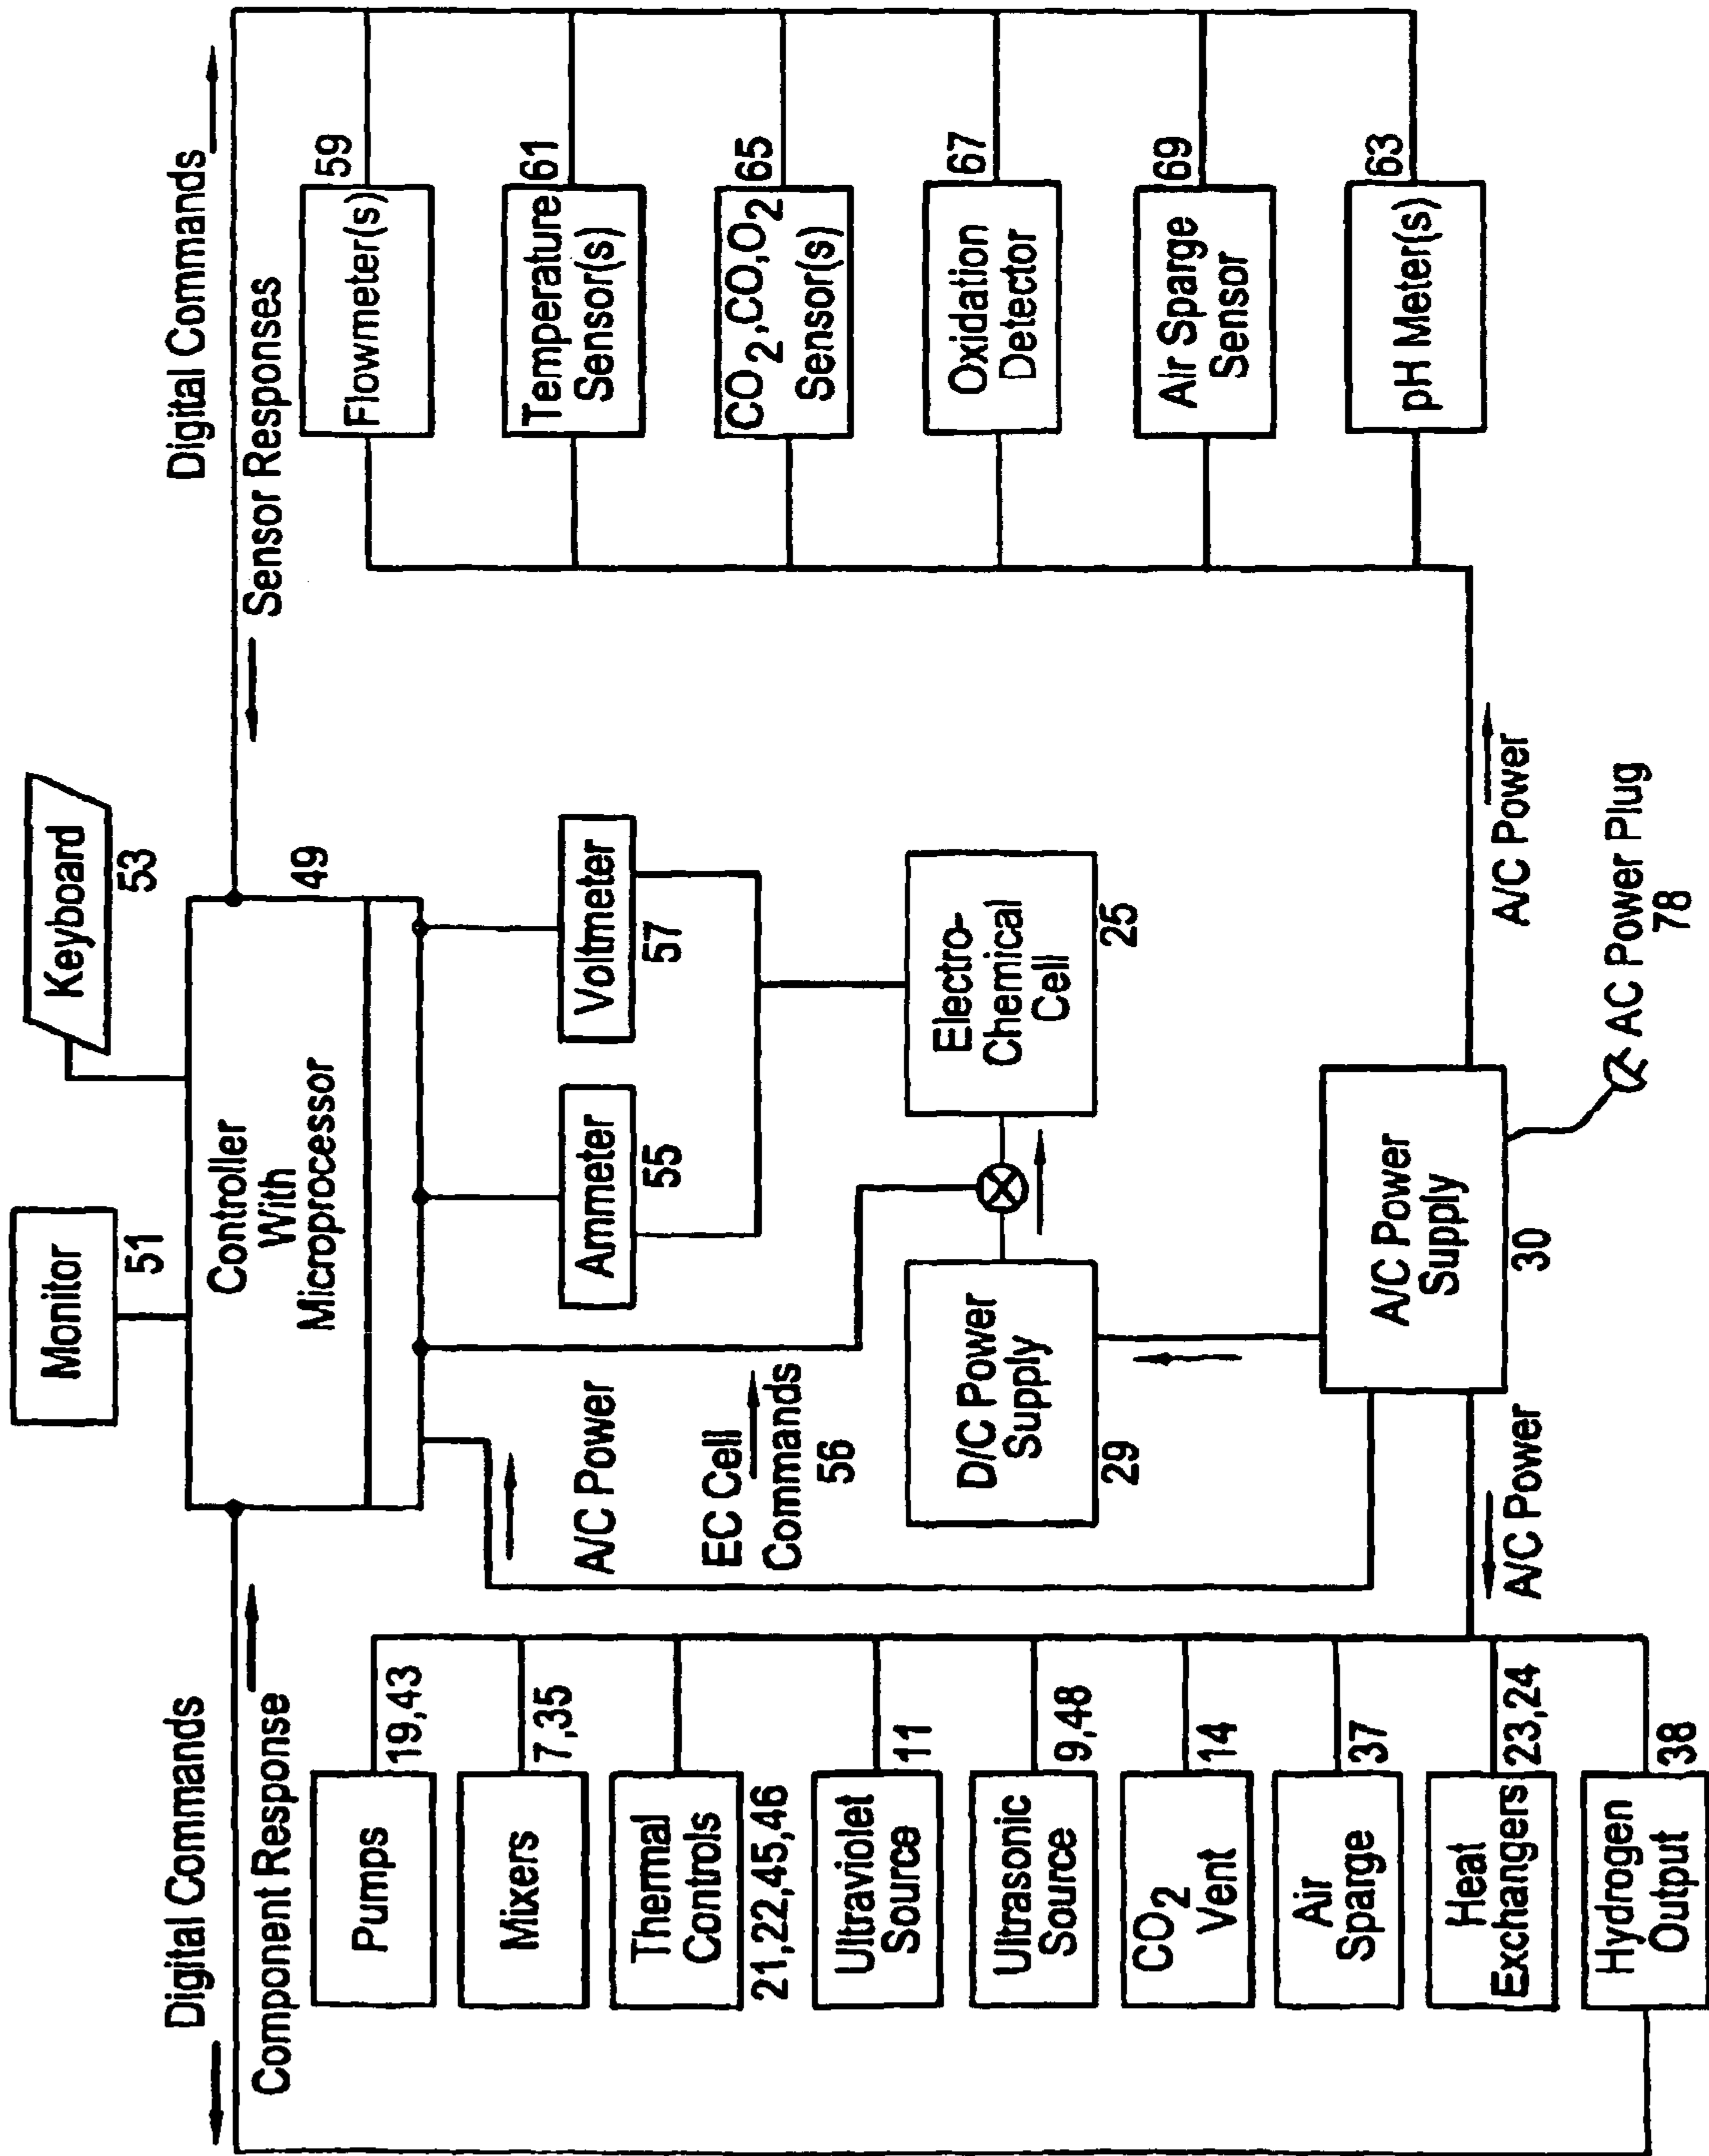 Monitor
51
Keyboard
53
Controller
With
Microprocessor
49
Digital Commands
Component Response
Digital Commands
Sensor Responses
Pumps
19,43
Mixers
7,35
Thermal
Controls
21,22,45,46
Ultraviolet
Source
11
Ultrasonic
Source
9,48
CO2
Vent
14
Air
Sparge
37
Heat
Exchangers
23,24
Hydrogen
Output
38
A/C Power
EC Cell
Commands
56
Ammeter
55
Voltmeter
57
D/C Power
Supply
29
Electro-
Chemical
Cell
25
A/C Power
A/C Power
Supply
30
A/C Power
AC Power Plug
78
Flowmeter(s)
59
Temperature
Sensor(s)
61
CO2,CO,O2
Sensor(s)
65
Oxidation
Detector
67
Air Sparge
Sensor
69
pH Meter(s)
63